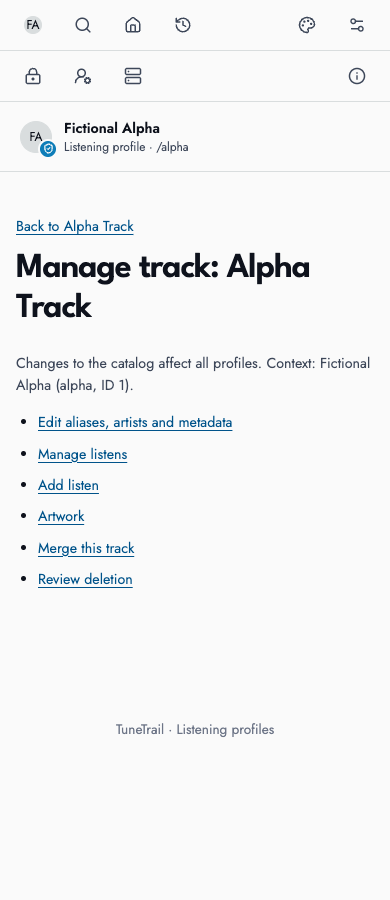 FA
FA
Fictional Alpha
Listening profile · /alpha
Back to Alpha Track
Manage track: Alpha
Track
Changes to the catalog affect all profiles. Context: Fictional
Alpha (alpha, ID 1).
Edit aliases, artists and metadata
Manage listens
Add listen
Artwork
Merge this track
Review deletion
TuneTrail · Listening profiles